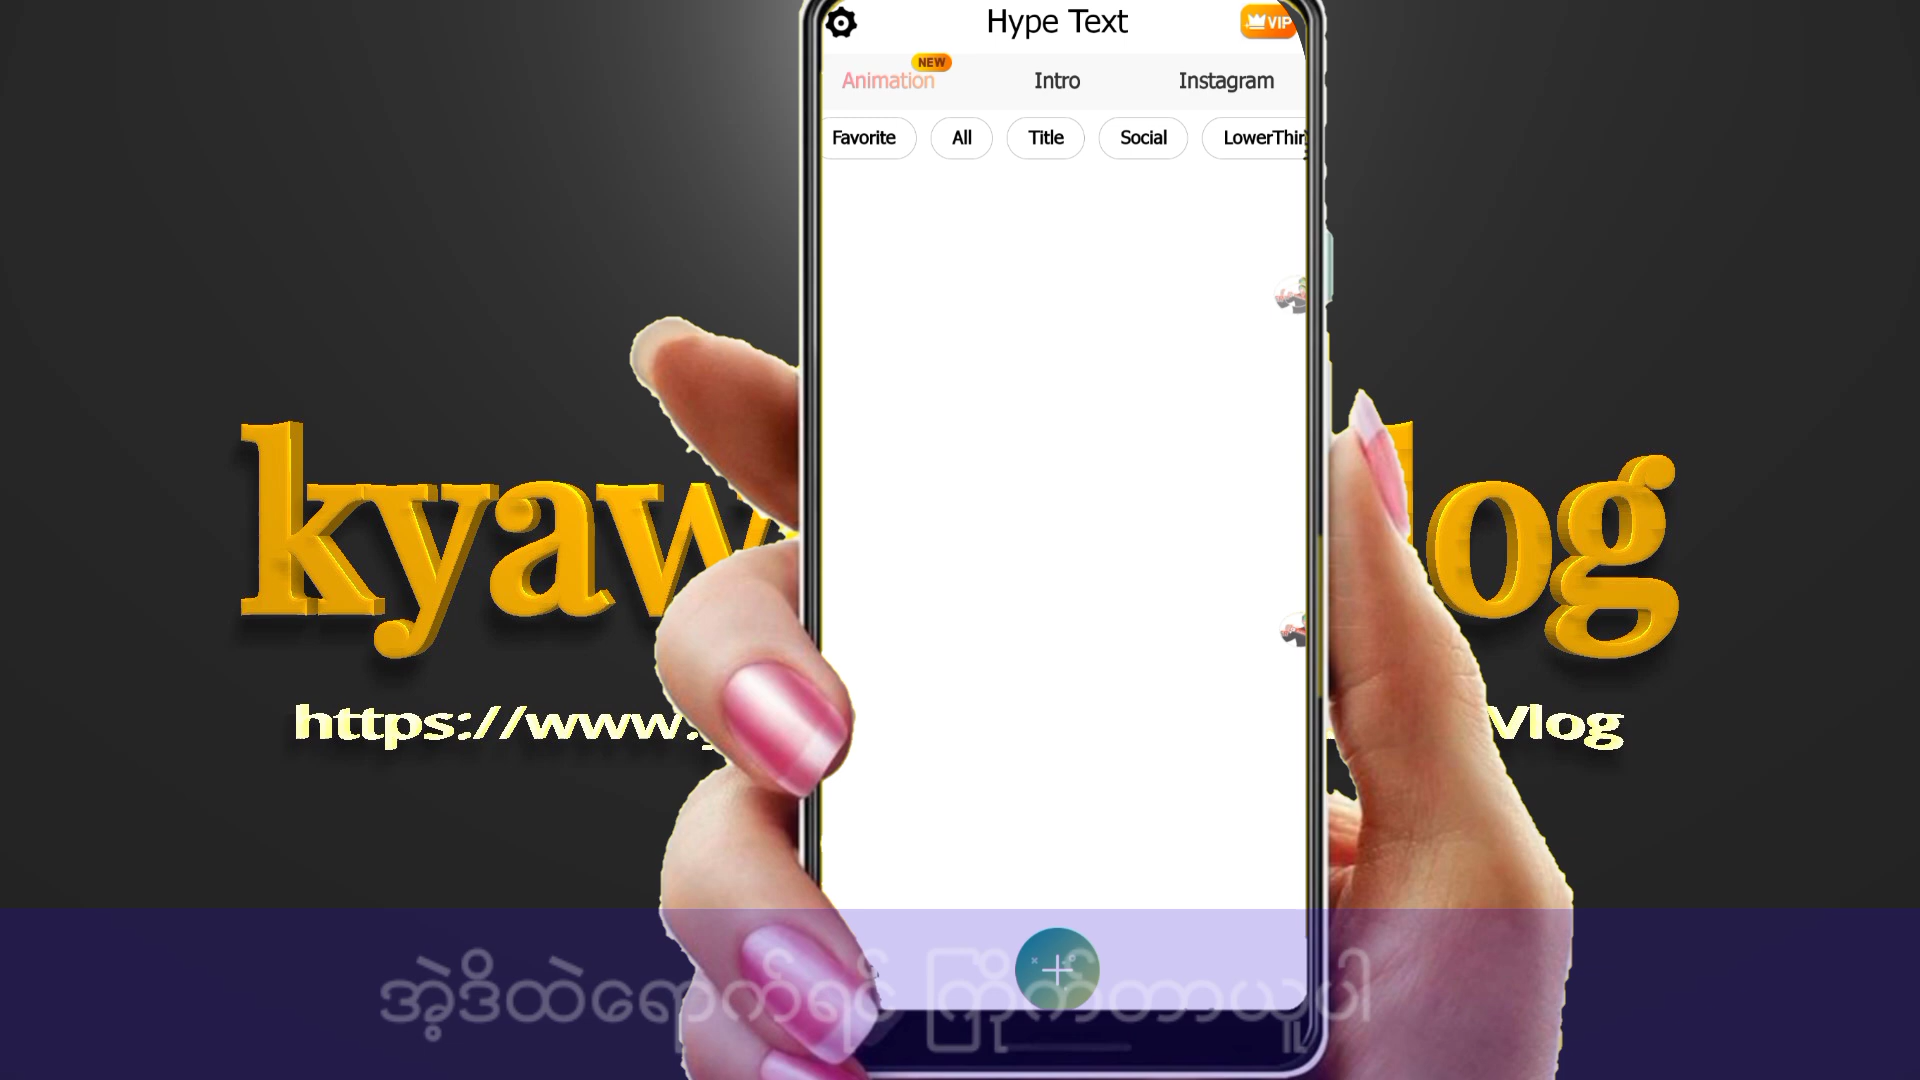 Hype Text
VIP
NEW
Animation Intro Instagram
Favorite All Title Social LowerThir
kyaw og
https://www. Vlog
အဲ့ဒီထဲရောက်ရင် ကြိုက်တာယူပါ